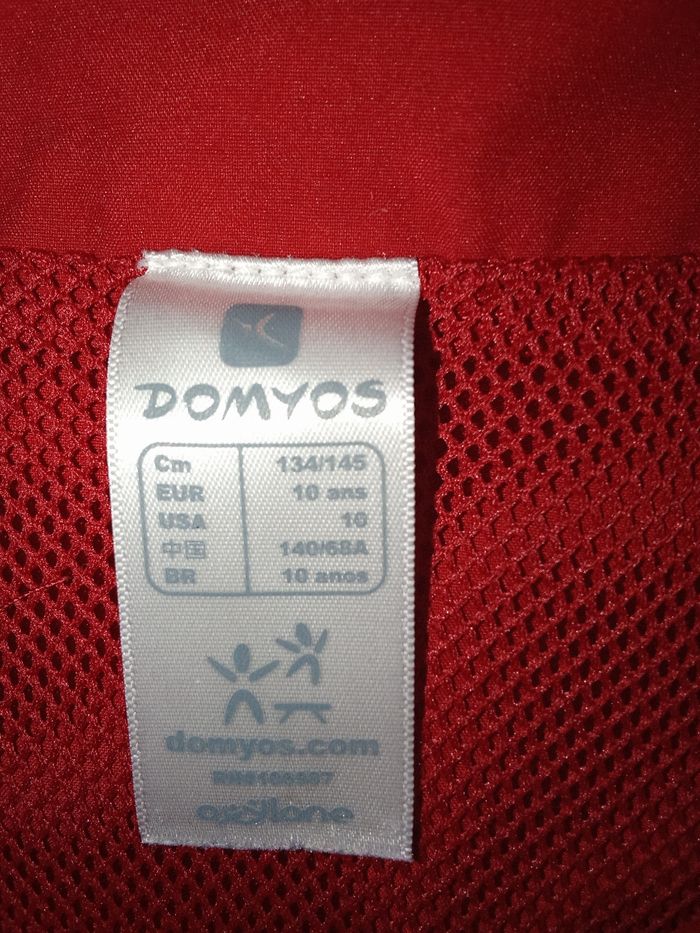 DOMYOS
Cm 134/145
EUR 10 ans
USA 10
中国 140/68A
BR 10 anos
domyos.com
oxylane